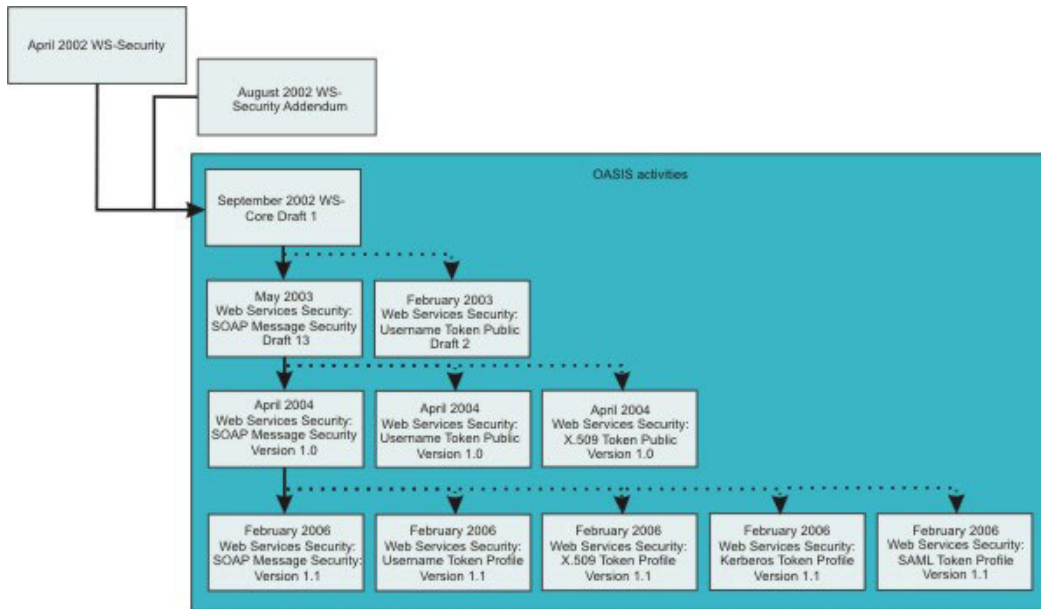 April 2002 WS-Security
August 2002 WS-
Security Addendum
OASIS activities
September 2002 WS-
Core Draft 1
May 2003
Web Services Security:
SOAP Message Security
Draft 13
February 2003
Web Services Security:
Username Token Public
Draft 2
April 2004
Web Services Security:
SOAP Message Security
Version 1.0
April 2004
Web Services Security:
Username Token Public
Version 1.0
April 2004
Web Services Security:
X.509 Token Public
Version 1.0
February 2006
Web Services Security:
SOAP Message Security:
Version 1.1
February 2006
Web Services Security:
Username Token Profile
Version 1.1
February 2006
Web Services Security:
X.509 Token Profile
Version 1.1
February 2006
Web Services Security:
Kerberos Token Profile
Version 1.1
February 2006
Web Services Security:
SAML Token Profile
Version 1.1